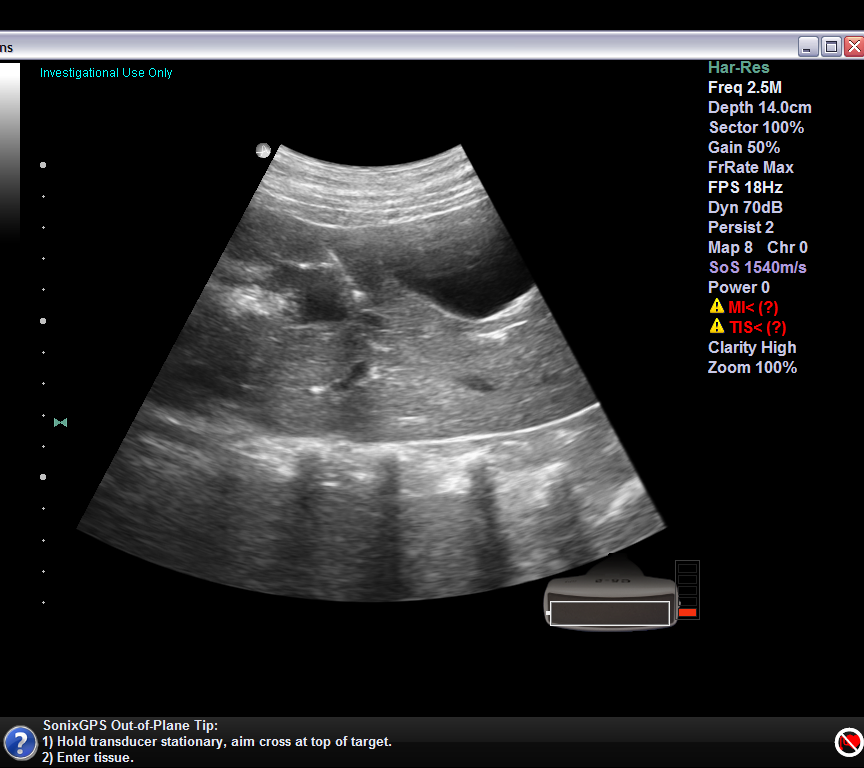 ns
Investigational Use Only
Har-Res
Freq 2.5M
Depth 14.0cm
Sector 100%
Gain 50%
FrRate Max
FPS 18Hz
Dyn 70dB
Persist 2
Map 8 Chr 0
SoS 1540m/s
Power 0
MI< (?)
TIS< (?)
Clarity High
Zoom 100%
SonixGPS Out-of-Plane Tip:
1) Hold transducer stationary, aim cross at top of target.
2) Enter tissue.